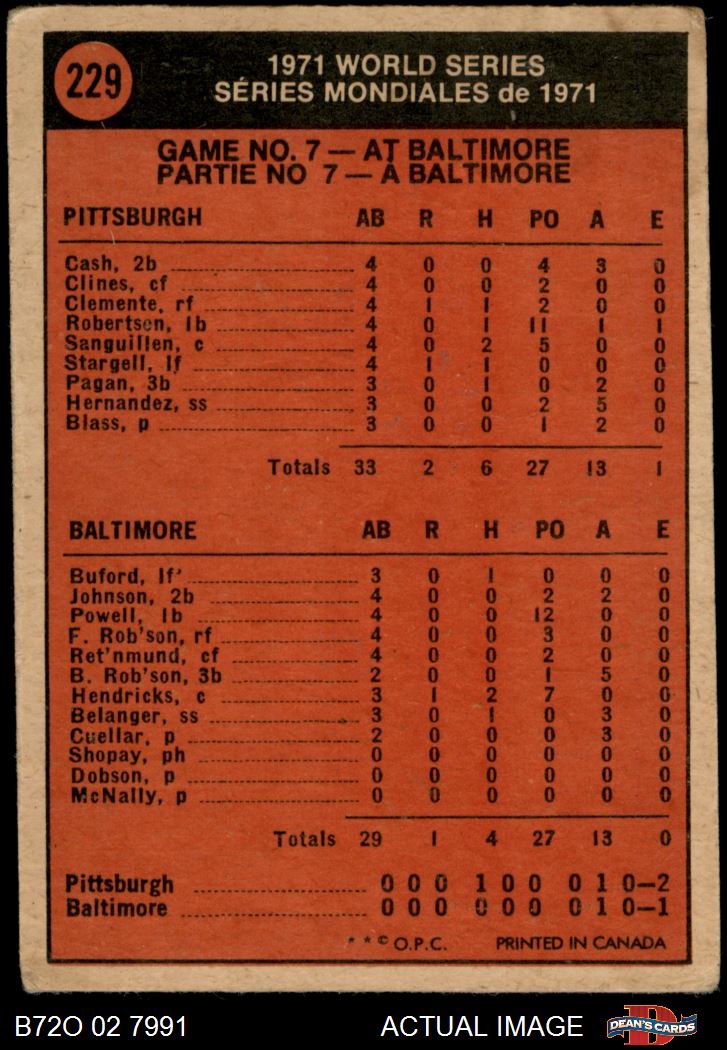 229
1971 WORLD SERIES
SÉRIES MONDIALES de 1971
GAME NO. 7 — AT BALTIMORE
PARTIE NO 7 — À BALTIMORE
PITTSBURGH AB R H PO A E
Cash, 2b 4 0 0 4 3 0
Clines, cf 4 0 0 2 0 0
Clemente, rf 4 1 1 2 0 0
Robertson, 1b 4 0 1 11 1 1
Sanguillen, c 4 0 2 5 0 0
Stargell, lf 4 1 1 0 0 0
Pagan, 3b 3 0 1 0 2 0
Hernandez, ss 3 0 0 2 5 0
Blass, p 3 0 0 1 2 0
Totals 33 2 6 27 13 1
BALTIMORE AB R H PO A E
Buford, lf 3 0 1 0 0 0
Johnson, 2b 4 0 0 2 2 0
Powell, 1b 4 0 0 12 0 0
F. Rob'son, rf 4 0 0 3 0 0
Ret'nmund, cf 4 0 0 2 0 0
B. Rob'son, 3b 2 0 0 1 5 0
Hendricks, c 3 1 2 7 0 0
Belanger, ss 3 0 1 0 3 0
Cuellar, p 2 0 0 0 3 0
Shopay, ph 0 0 0 0 0 0
Dobson, p 0 0 0 0 0 0
McNally, p 0 0 0 0 0 0
Totals 29 1 4 27 13 0
Pittsburgh 0 0 0 1 0 0 0 1 0—2
Baltimore 0 0 0 0 0 0 0 1 0—1
* * © O.P.C. PRINTED IN CANADA
B72O 02 7991 ACTUAL IMAGE DEAN'S CARDS